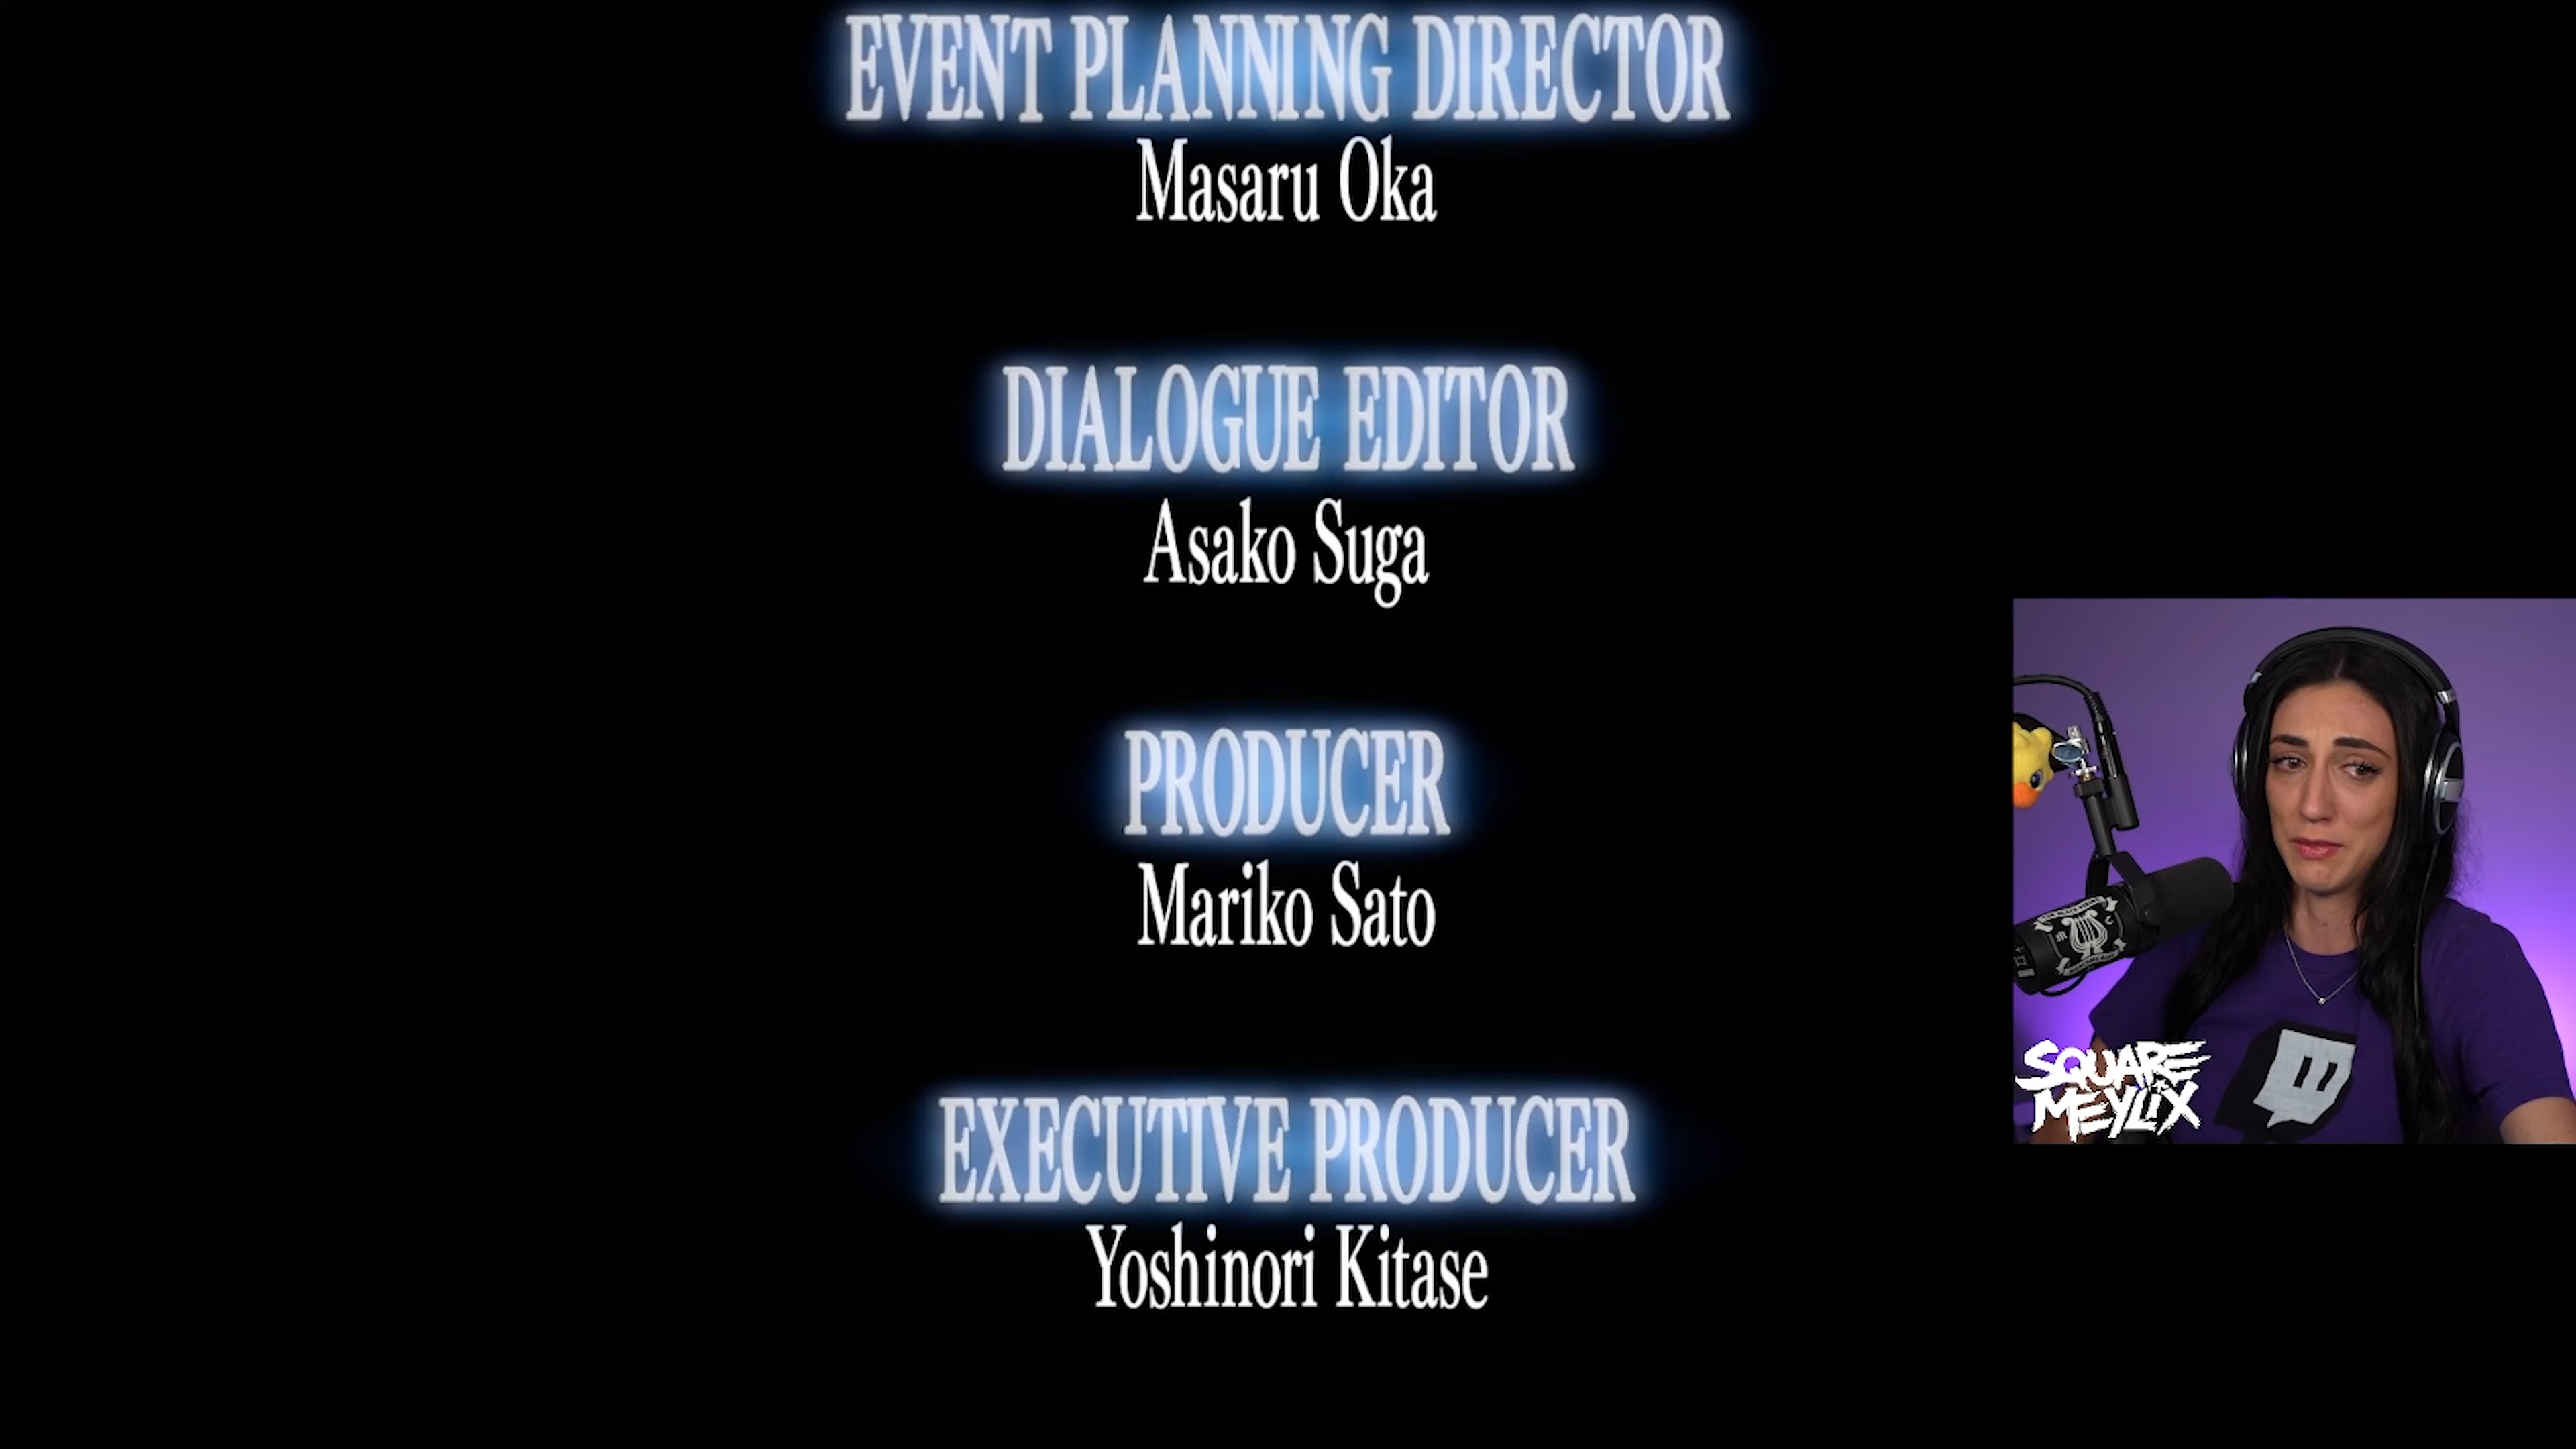 EVENT PLANNING DIRECTOR
Masaru Oka
DIALOGUE EDITOR
Asako Suga
PRODUCER
Mariko Sato
EXECUTIVE PRODUCER
Yoshinori Kitase
SQUARE
MEYLIX